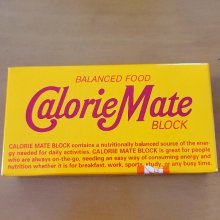 BALANCED FOOD
CalorieMate
BLOCK
CALORIE MATE BLOCK contains a nutritionally balanced source of the ener-
gy needed for daily activities. CALORIE MATE BLOCK is great for people
who are always on-the-go, needing an easy way of consuming energy and
nutrition whether it is for breakfast, work, sports, study, or any busy time.